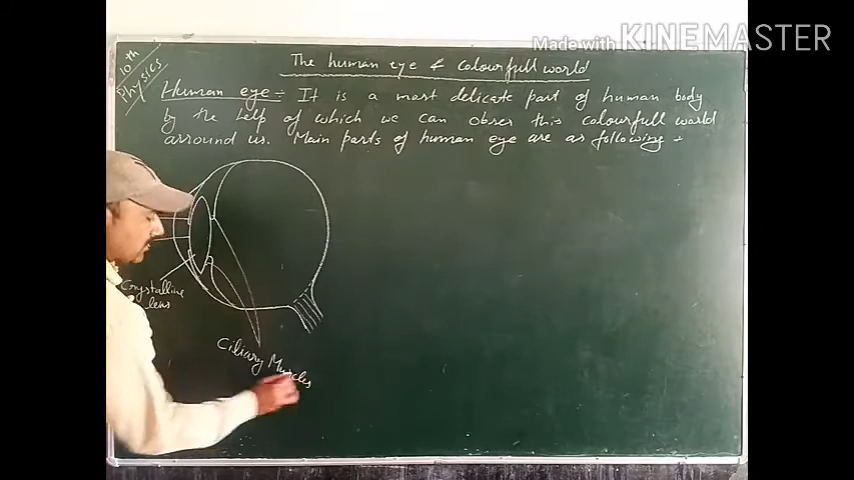 Made with KINEMASTER
10th
Physics
The human eye & colourfull world
Human eye :- It is a most delicate part of human body
by the help of which we can obser this colourfull world
arround us. Main parts of human eye are as following :-
Crystalline
lens
Ciliary Muscles